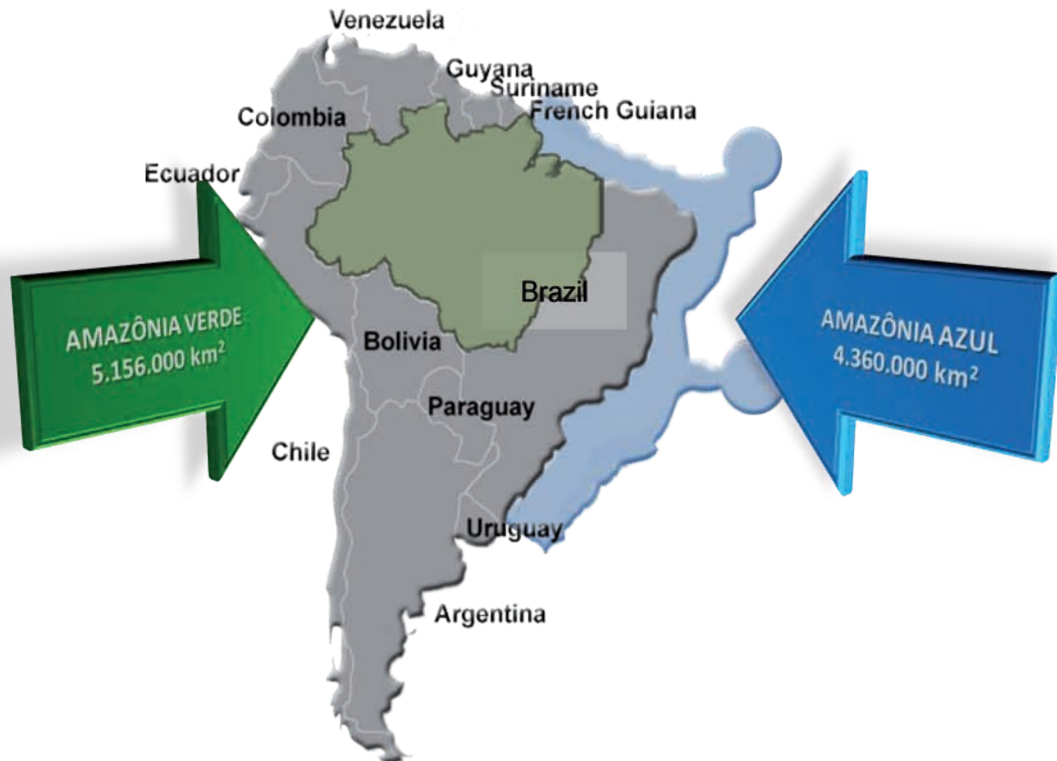 Venezuela
Guyana
Suriname
French Guiana
Colombia
Ecuador
Brazil
AMAZÔNIA VERDE
5.156.000 km²
AMAZÔNIA AZUL
4.360.000 km²
Bolivia
Paraguay
Chile
Uruguay
Argentina